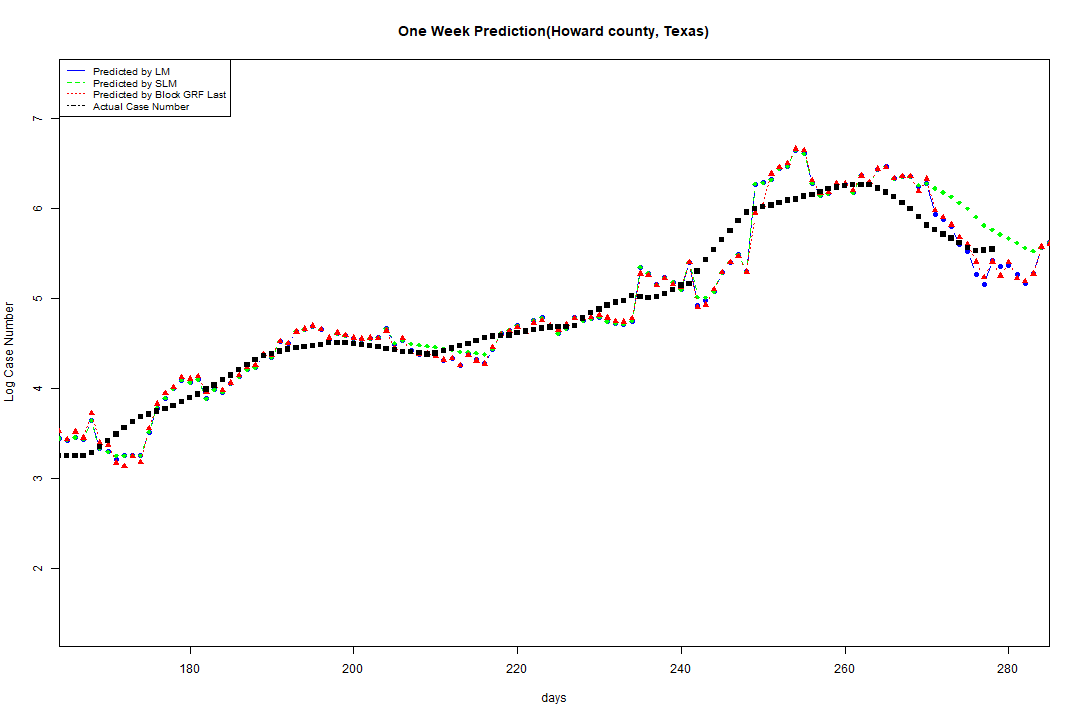 One Week Prediction(Howard county, Texas)
Predicted by LM
Predicted by SLM
Predicted by Block GRF Last
Actual Case Number
7
6
5
4
3
2
Log Case Number
180 200 220 240 260 280
days